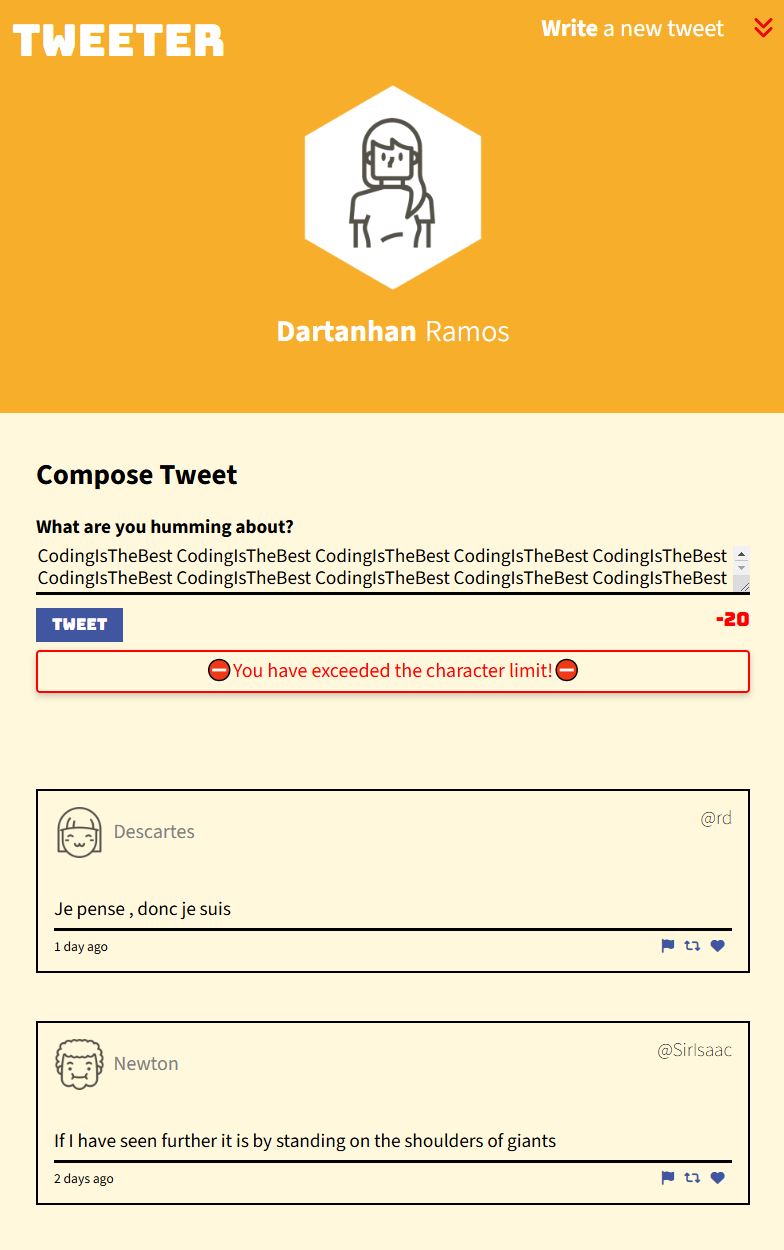 TWEETER
Write a new tweet
Dartanhan Ramos
Compose Tweet
What are you humming about?
CodingIsTheBest CodingIsTheBest CodingIsTheBest CodingIsTheBest CodingIsTheBest
CodingIsTheBest CodingIsTheBest CodingIsTheBest CodingIsTheBest CodingIsTheBest
TWEET
-20
⛔You have exceeded the character limit!⛔
Descartes
@rd
Je pense , donc je suis
1 day ago
Newton
@SirIsaac
If I have seen further it is by standing on the shoulders of giants
2 days ago